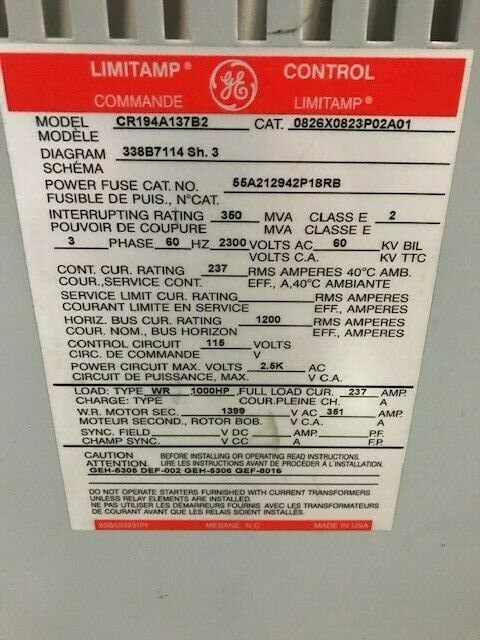 LIMITAMP® GE CONTROL
COMMANDE LIMITAMP®
MODEL CR194A137B2 CAT. 0826X0823P02A01
MODÈLE
DIAGRAM 338B7114 Sh. 3
SCHÉMA
POWER FUSE CAT. NO. 55A212942P18RB
FUSIBLE DE PUIS., N°CAT.
INTERRUPTING RATING 350 MVA CLASS E 2
POUVOIR DE COUPURE MVA CLASSE E
3 PHASE 60 HZ 2300 VOLTS AC 60 KV BIL
VOLTS C.A. KV TTC
CONT. CUR. RATING 237 RMS AMPERES 40°C AMB.
COUR.,SERVICE CONT. EFF., A,40°C AMBIANTE
SERVICE LIMIT CUR. RATING RMS AMPERES
COURANT LIMITE EN SERVICE EFF., AMPERES
HORIZ. BUS CUR. RATING 1200 RMS AMPERES
COUR. NOM., BUS HORIZON EFF., AMPERES
CONTROL CIRCUIT 115 VOLTS
CIRC. DE COMMANDE V
POWER CIRCUIT MAX. VOLTS 2.5K AC
CIRCUIT DE PUISSANCE, MAX. V C.A.
LOAD: TYPE WR 1000HP ,FULL LOAD CUR. 237 AMP.
CHARGE: TYPE COUR.PLEINE CH. A
W.R. MOTOR SEC. 1399 V AC 351 AMP.
MOTEUR SECOND., ROTOR BOB. V C.A. A
SYNC. FIELD V DC AMP. P.F.
CHAMP SYNC. V CC A F.P.
CAUTION BEFORE INSTALLING OR OPERATING READ INSTRUCTIONS.
ATTENTION. LIRE LES INSTRUCTIONS AVANT DE PROCÉDER À L'INSTALLATION.
GEH-5305 DEF-002 GEH-5306 GEF-8016
DO NOT OPERATE STARTERS FURNISHED WITH CURRENT TRANSFORMERS
UNLESS RELAY ELEMENTS ARE INSTALLED.
NE PAS UTILISER LES DÉMARREURS FOURNIS AVEC LES TRANSFORMATEURS
DE COURANT AVANT QUE LES RELAIS SOIENT INSTALLÉS.
MEBANE, N.C. MADE IN USA